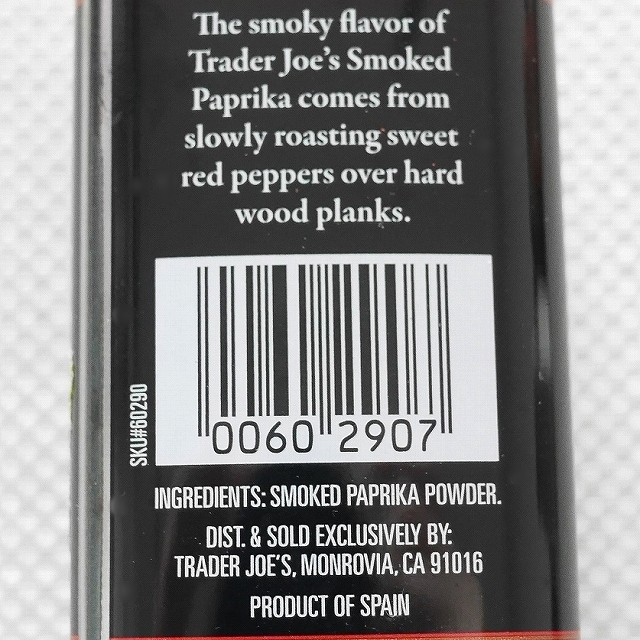 The smoky flavor of
Trader Joe's Smoked
Paprika comes from
slowly roasting sweet
red peppers over hard
wood planks.
SKU#60290
0060 2907
INGREDIENTS: SMOKED PAPRIKA POWDER.
DIST. & SOLD EXCLUSIVELY BY:
TRADER JOE'S, MONROVIA, CA 91016
PRODUCT OF SPAIN